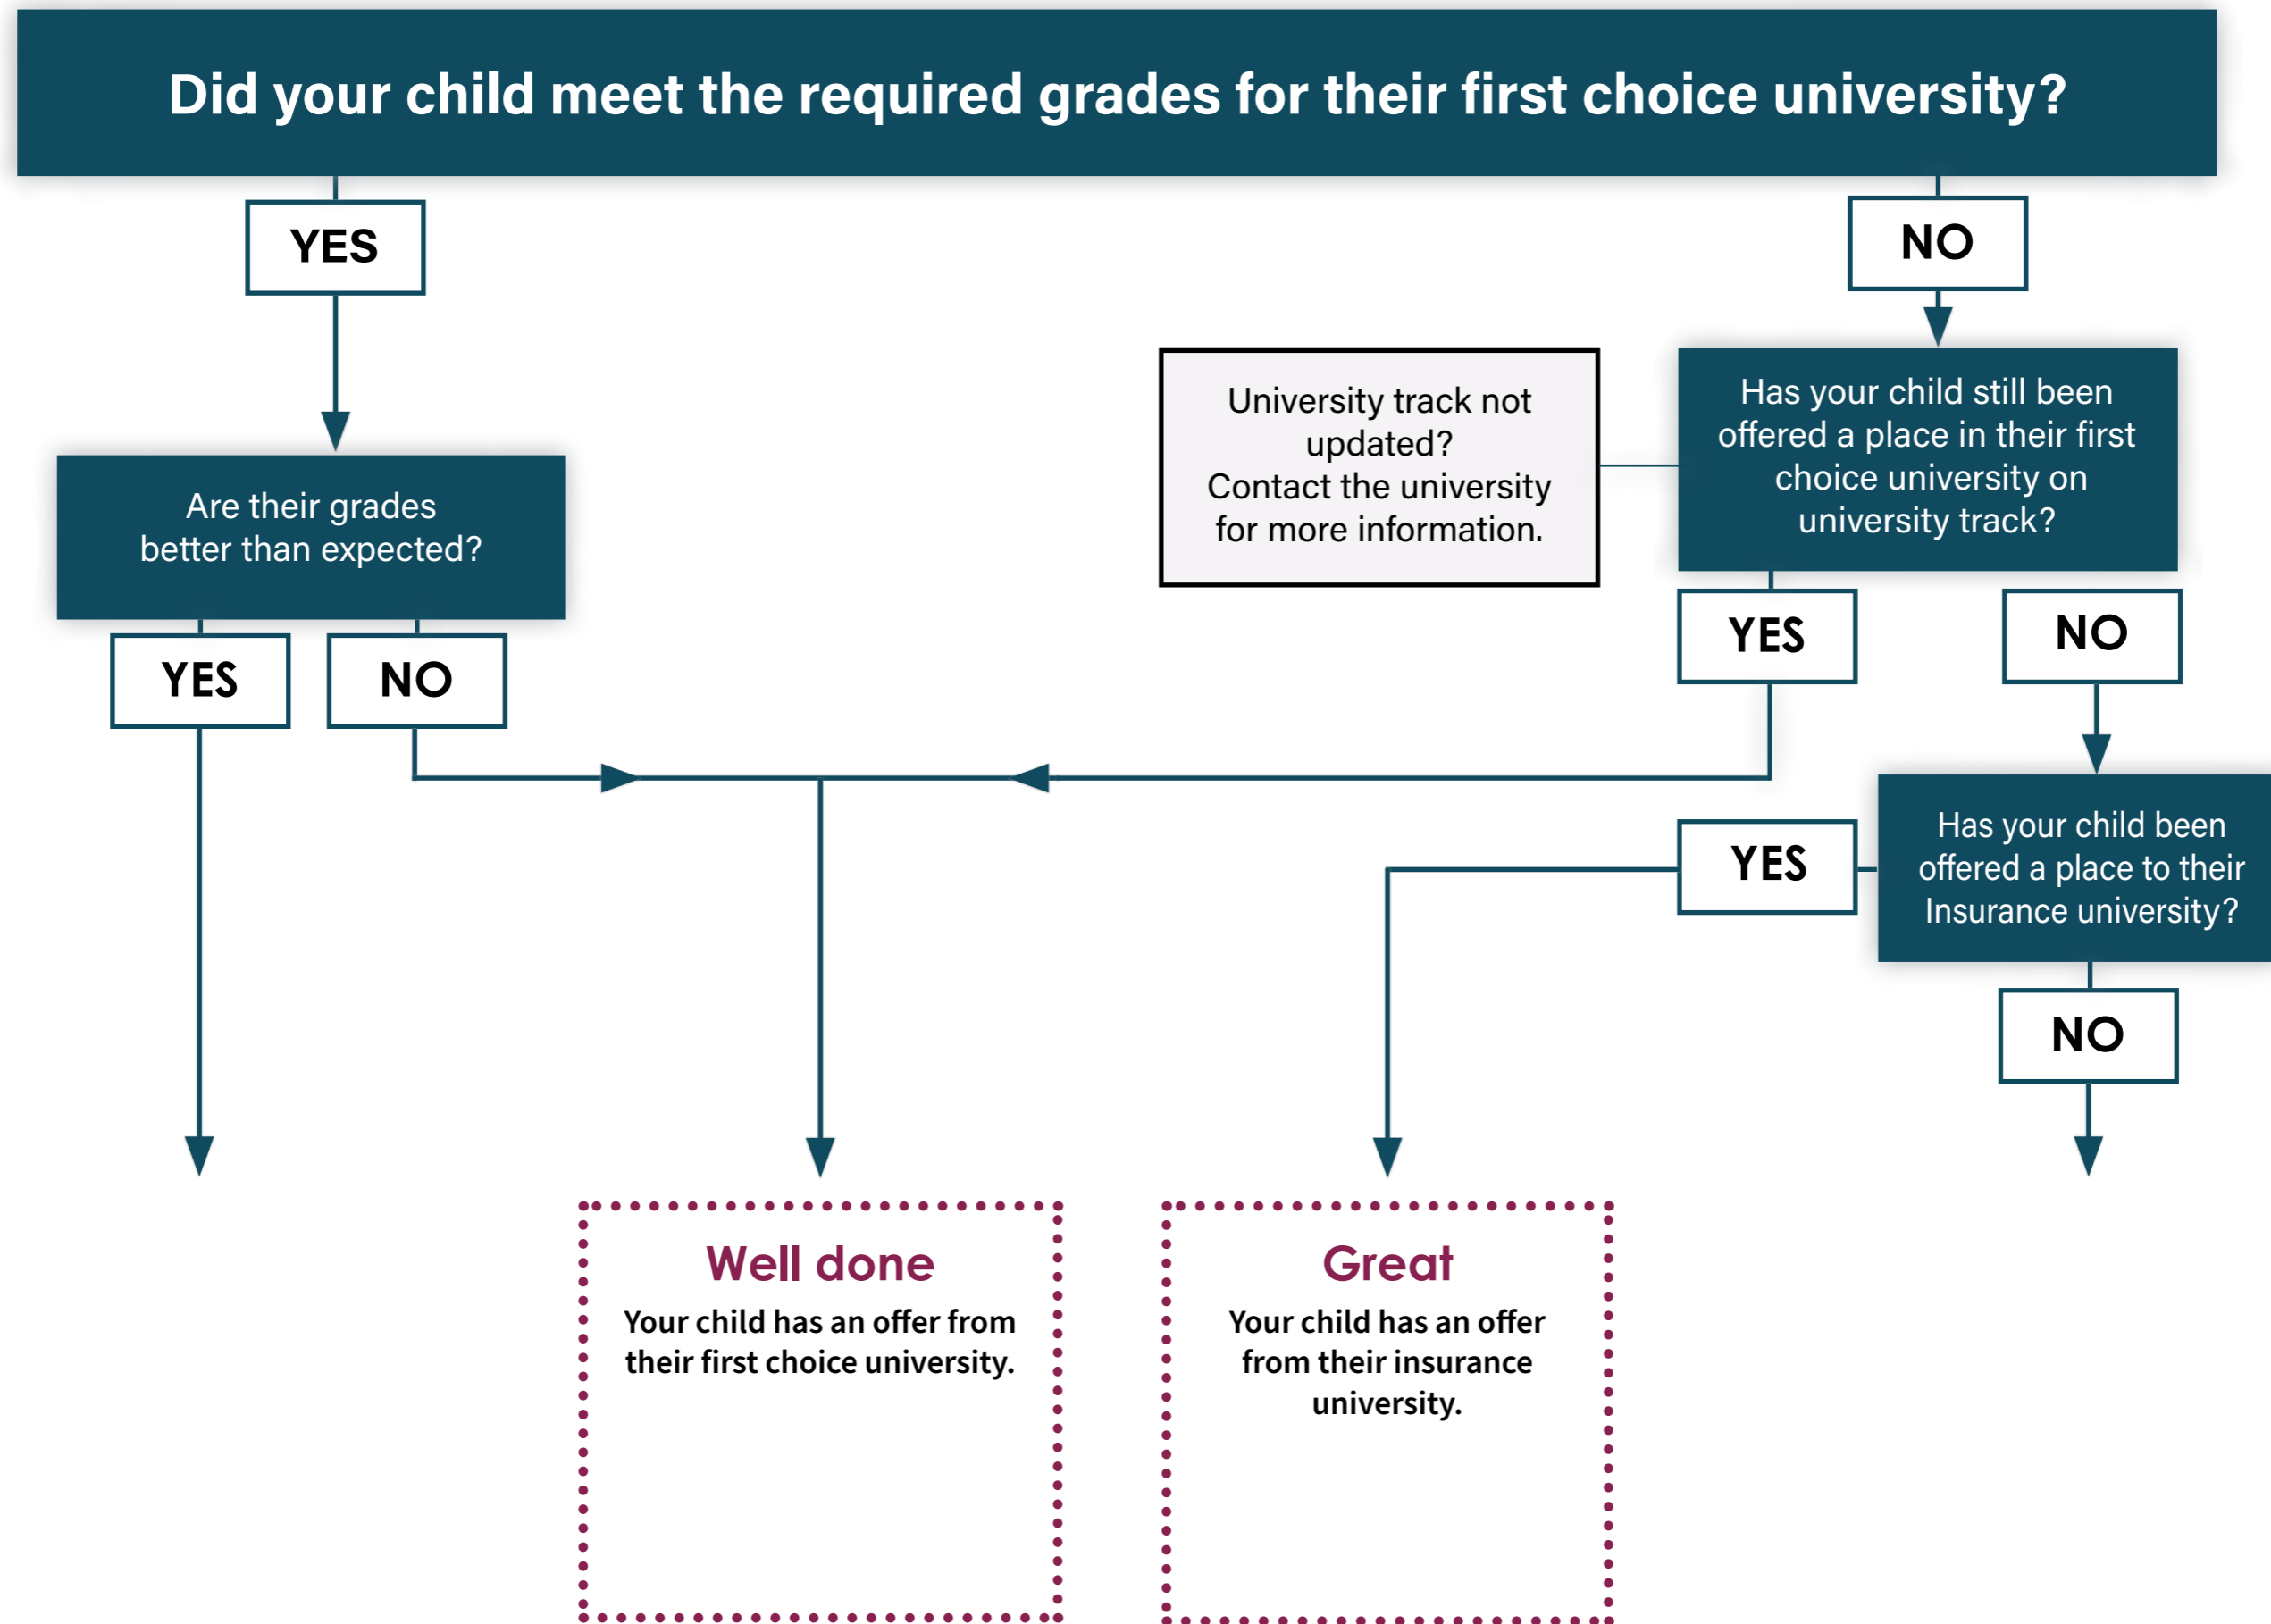 Did your child meet the required grades for their first choice university?
YES
NO
University track not
updated?
Contact the university
for more information.
Has your child still been
offered a place in their first
choice university on
university track?
Are their grades
better than expected?
YES
NO
YES
NO
YES
Has your child been
offered a place to their
Insurance university?
NO
Well done
Your child has an offer from
their first choice university.
Great
Your child has an offer
from their insurance
university.